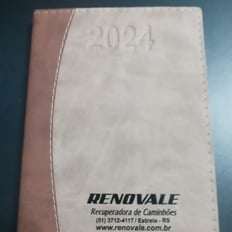 2024
RENOVALE
Recuperadora de Caminhões
(51) 3712-4117 / Estrela - RS
www.renovale.com.br